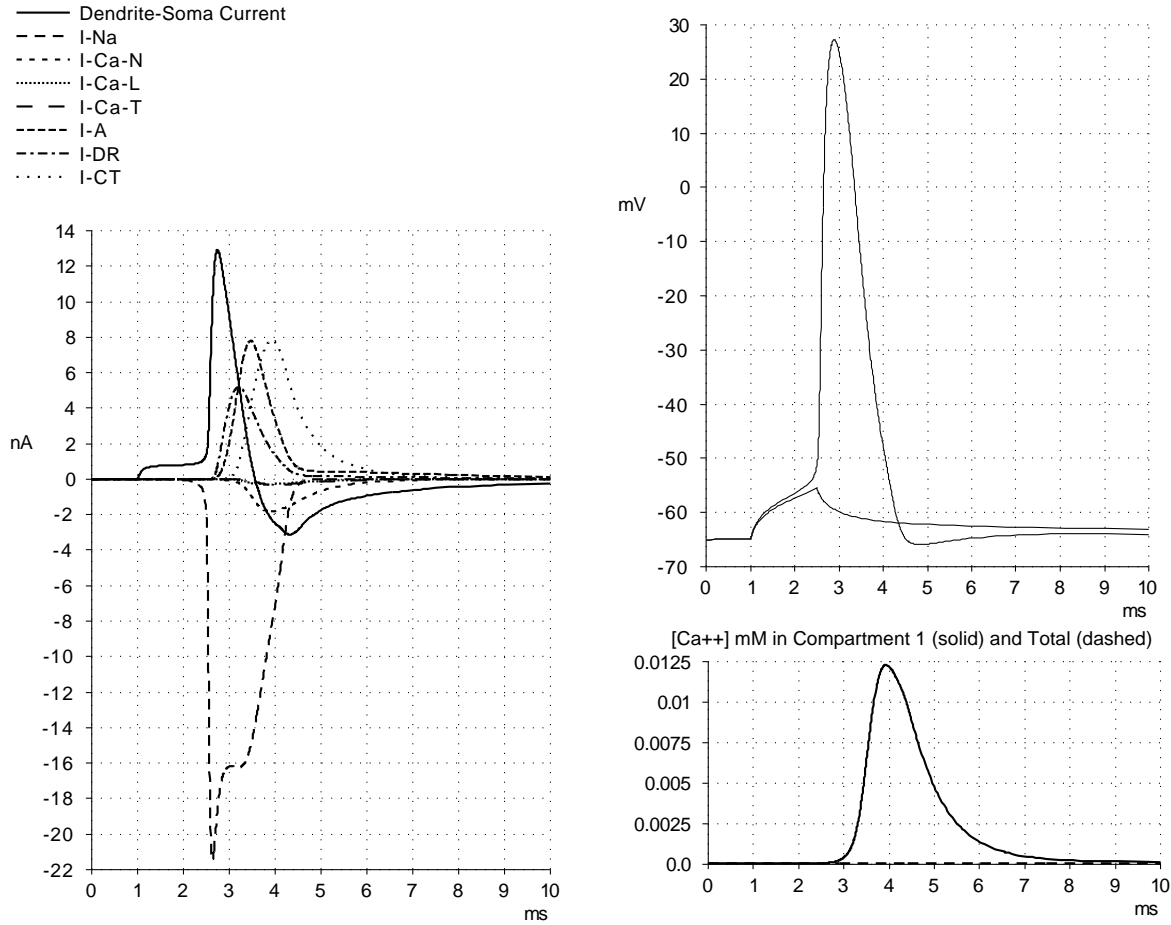 Dendrite-Soma Current
I-Na
I-Ca-N
I-Ca-L
I-Ca-T
I-A
I-DR
I-CT
14
12
10
8
6
4
2
0
-2
-4
-6
-8
-10
-12
-14
-16
-18
-20
-22
nA
0 1 2 3 4 5 6 7 8 9 10
ms
30
20
10
0
-10
-20
-30
-40
-50
-60
-70
mV
0 1 2 3 4 5 6 7 8 9 10
ms
[Ca++] mM in Compartment 1 (solid) and Total (dashed)
0.0125
0.01
0.0075
0.005
0.0025
0.0
0 1 2 3 4 5 6 7 8 9 10
ms